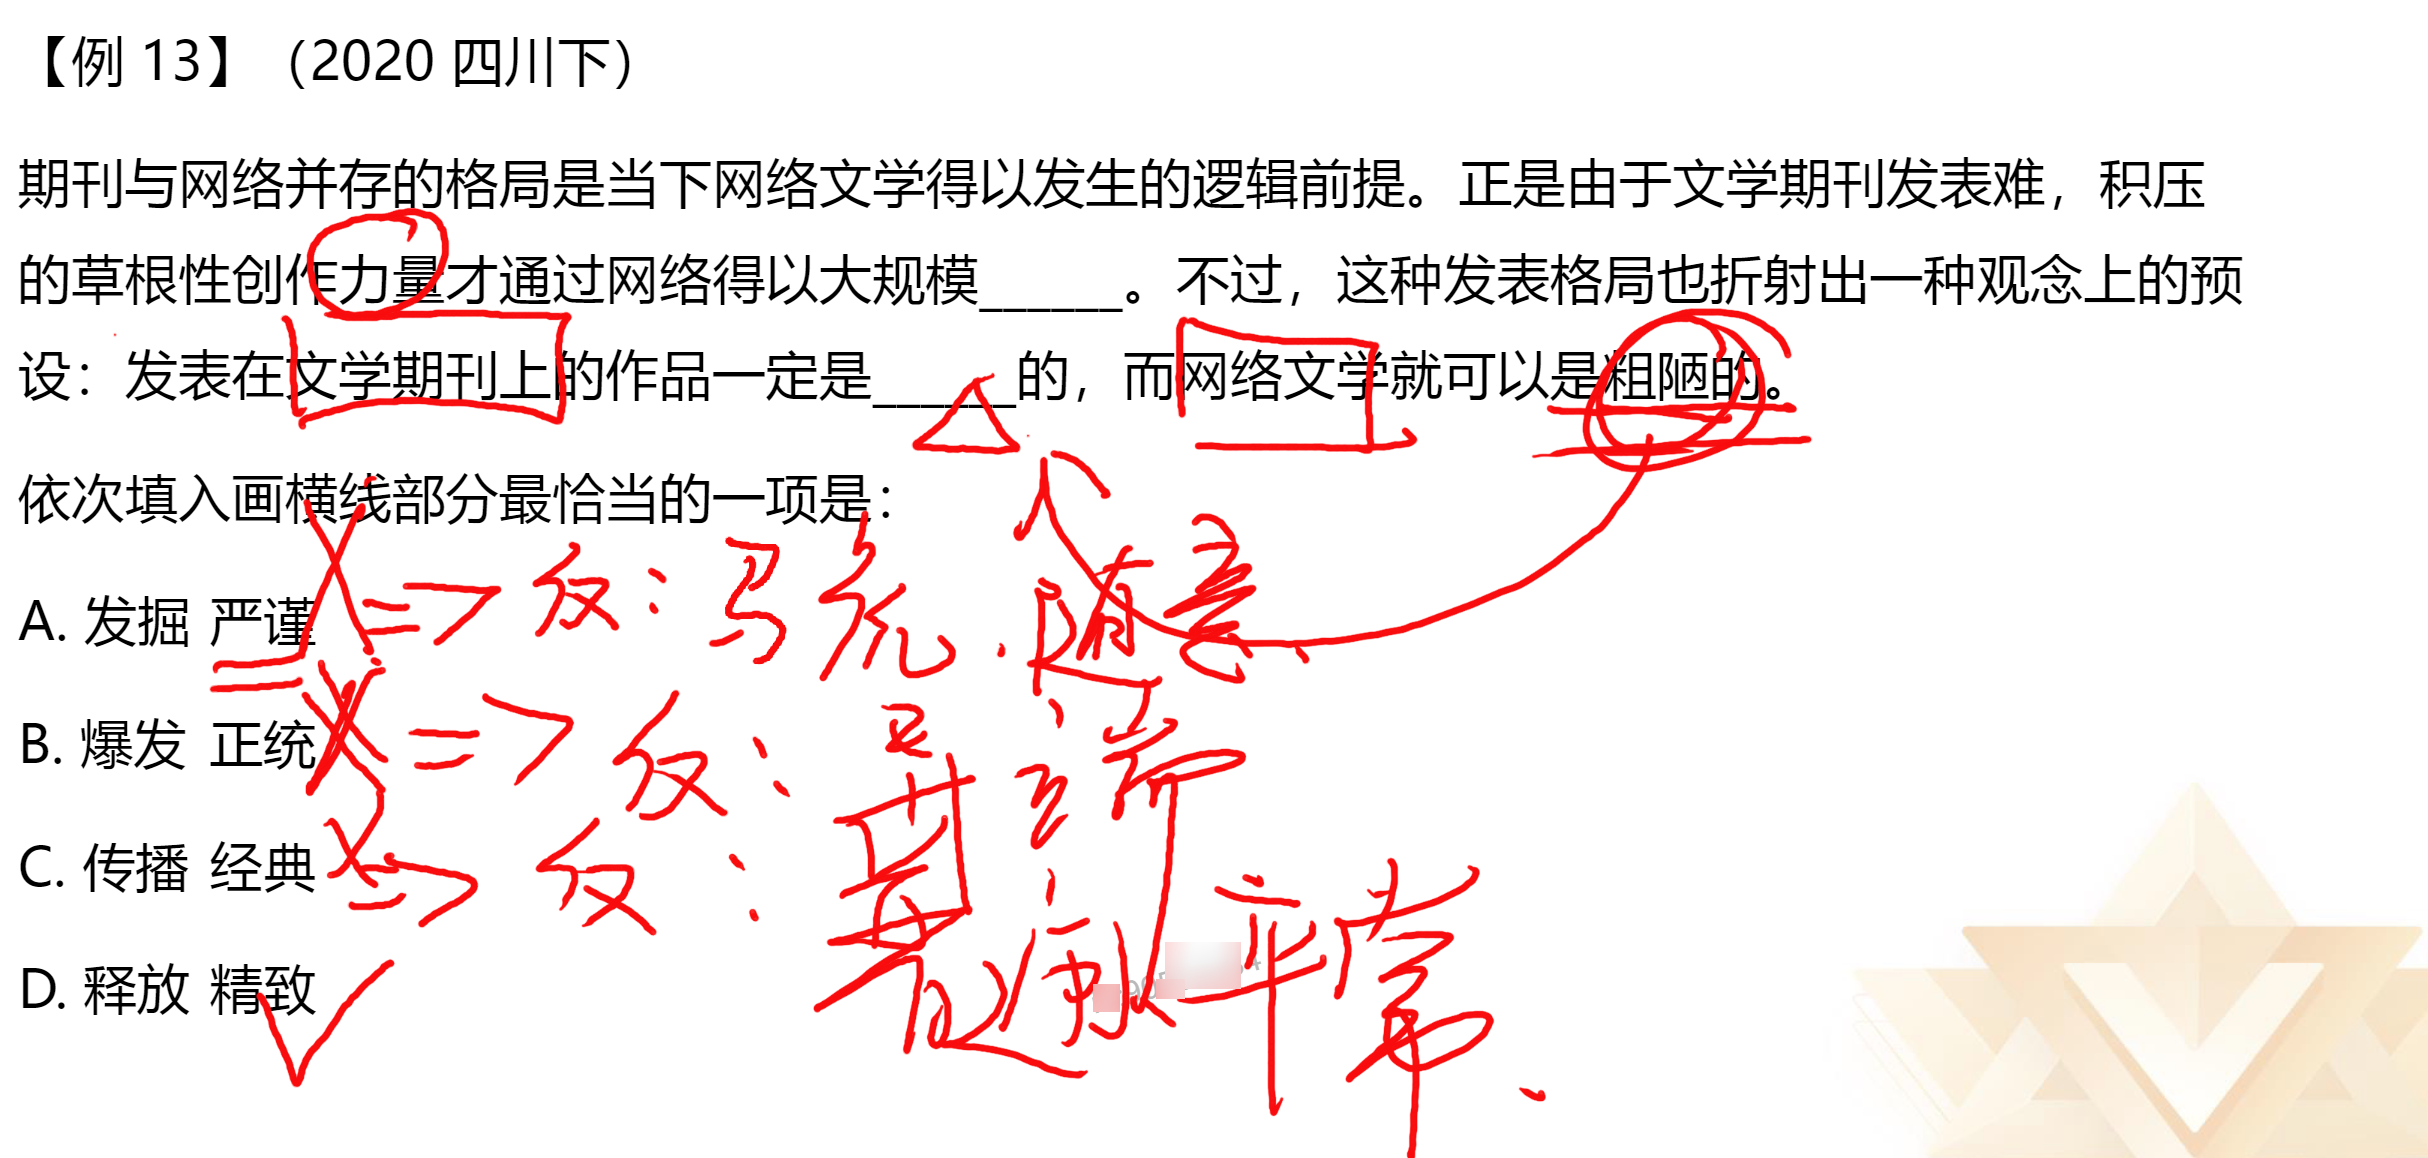 【例 13】（2020 四川下）
期刊与网络并存的格局是当下网络文学得以发生的逻辑前提。正是由于文学期刊发表难，积压
的草根性创作力量才通过网络得以大规模______。不过，这种发表格局也折射出一种观念上的预
设：发表在文学期刊上的作品一定是______的，而网络文学就可以是粗陋的。
依次填入画横线部分最恰当的一项是：
A. 发掘 严谨 => 反：马虎、随意、
B. 爆发 正统 => 反：
C. 传播 经典 => 反： 普通 平常、
D. 释放 精致